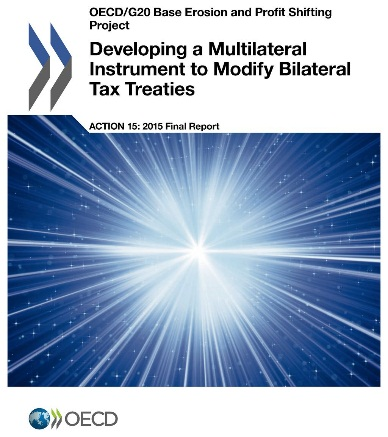 OECD/G20 Base Erosion and Profit Shifting
Project
Developing a Multilateral
Instrument to Modify Bilateral
Tax Treaties
ACTION 15: 2015 Final Report
OECD